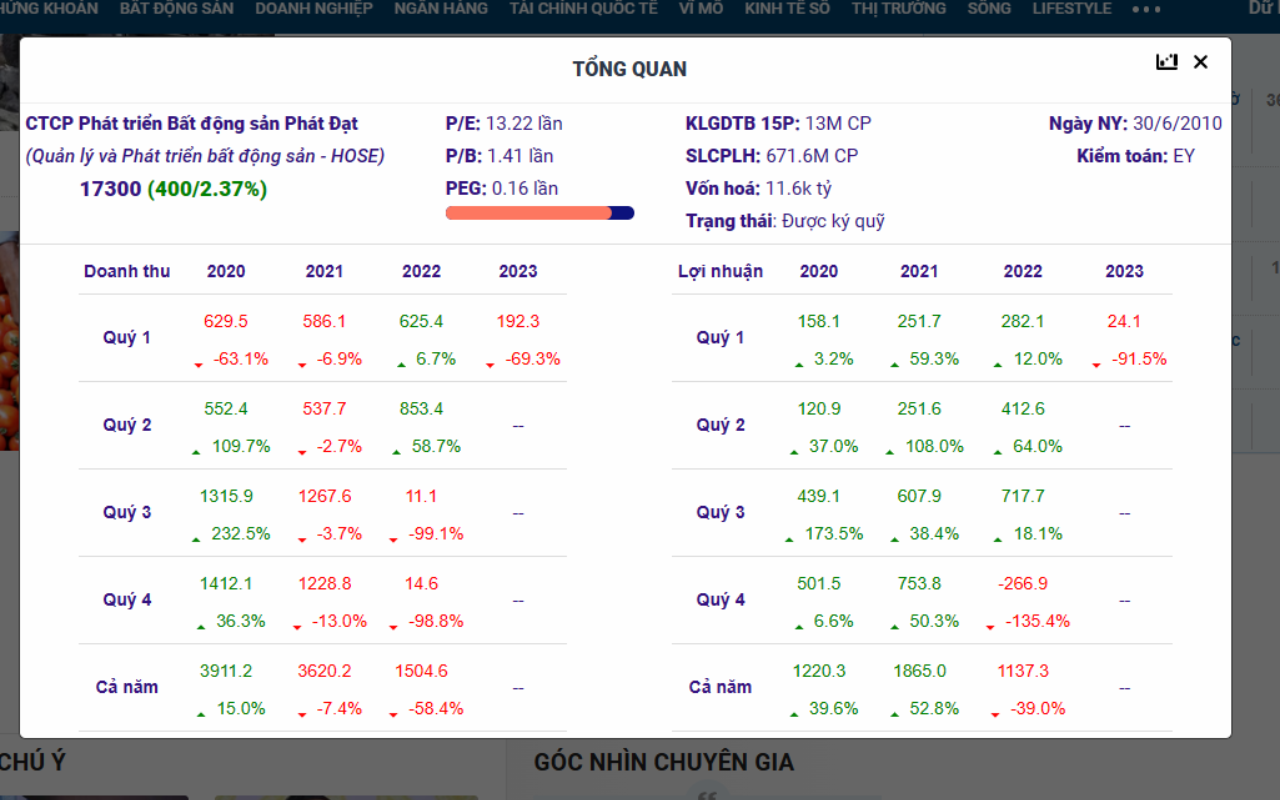 HỨNG KHOÁN BẤT ĐỘNG SẢN DOANH NGHIỆP NGÂN HÀNG TÀI CHÍNH QUỐC TẾ VĨ MÔ KINH TẾ SỐ THỊ TRƯỜNG SỐNG LIFESTYLE ••• Dữ
TỔNG QUAN
CTCP Phát triển Bất động sản Phát Đạt P/E: 13.22 lần KLGDTB 15P: 13M CP Ngày NY: 30/6/2010
(Quản lý và Phát triển bất động sản - HOSE) P/B: 1.41 lần SLCPLH: 671.6M CP Kiểm toán: EY
17300 (400/2.37%) PEG: 0.16 lần Vốn hoá: 11.6k tỷ
Trạng thái: Được ký quỹ
Doanh thu 2020 2021 2022 2023 Lợi nhuận 2020 2021 2022 2023
629.5 586.1 625.4 192.3 158.1 251.7 282.1 24.1
Quý 1 Quý 1
-63.1% -6.9% 6.7% -69.3% 3.2% 59.3% 12.0% -91.5%
552.4 537.7 853.4 120.9 251.6 412.6
Quý 2 -- Quý 2 --
109.7% -2.7% 58.7% 37.0% 108.0% 64.0%
1315.9 1267.6 11.1 439.1 607.9 717.7
Quý 3 -- Quý 3 --
232.5% -3.7% -99.1% 173.5% 38.4% 18.1%
1412.1 1228.8 14.6 501.5 753.8 -266.9
Quý 4 -- Quý 4 --
36.3% -13.0% -98.8% 6.6% 50.3% -135.4%
3911.2 3620.2 1504.6 1220.3 1865.0 1137.3
Cả năm -- Cả năm --
15.0% -7.4% -58.4% 39.6% 52.8% -39.0%
CHÚ Ý GÓC NHÌN CHUYÊN GIA